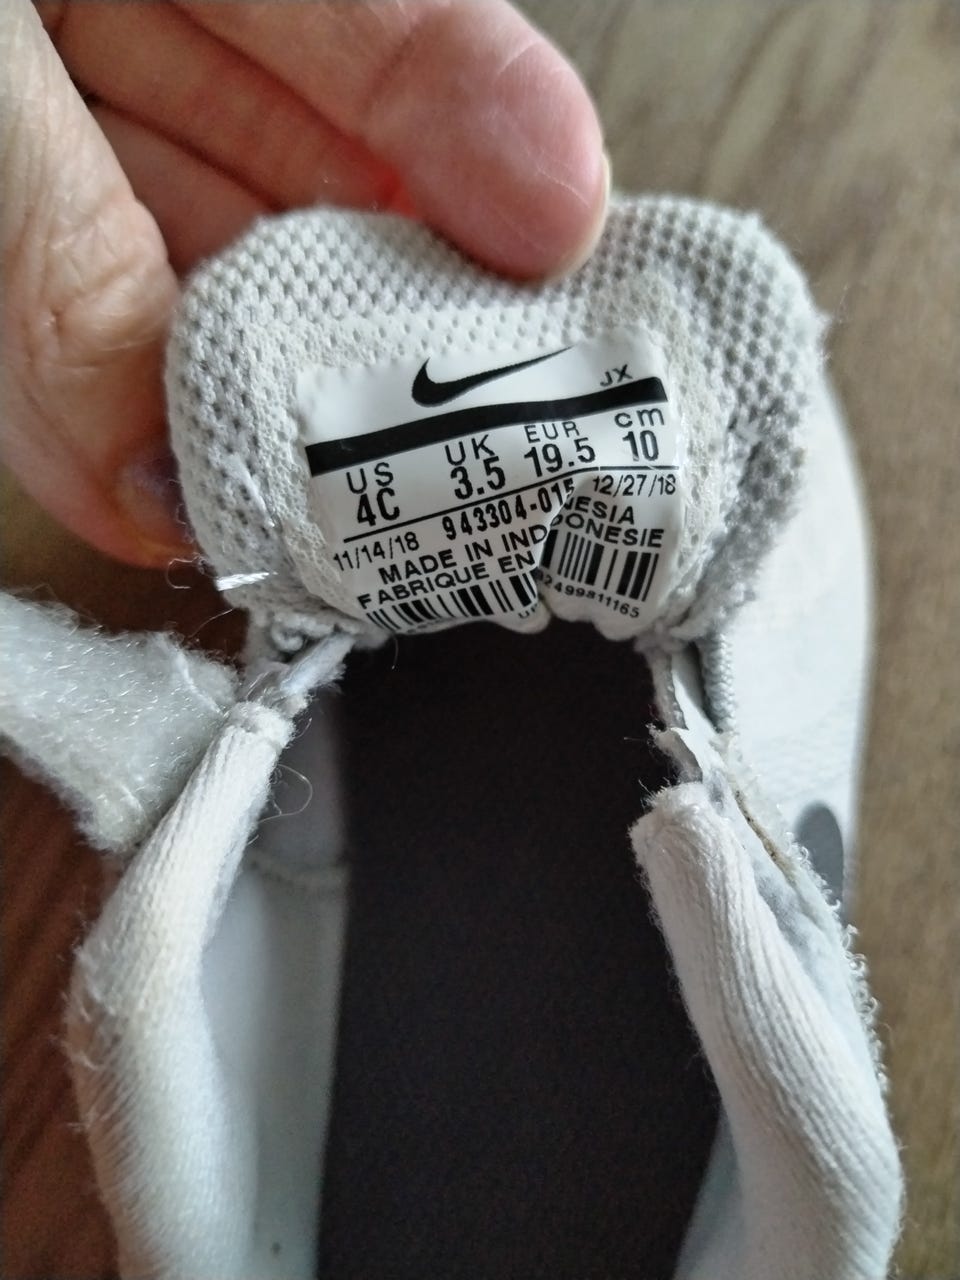 JX
US UK EUR cm
4C 3.5 19.5 10
11/14/18 943304-015 12/27/18
MADE IN IND ESIA
FABRIQUE EN DONESIE
2499811165